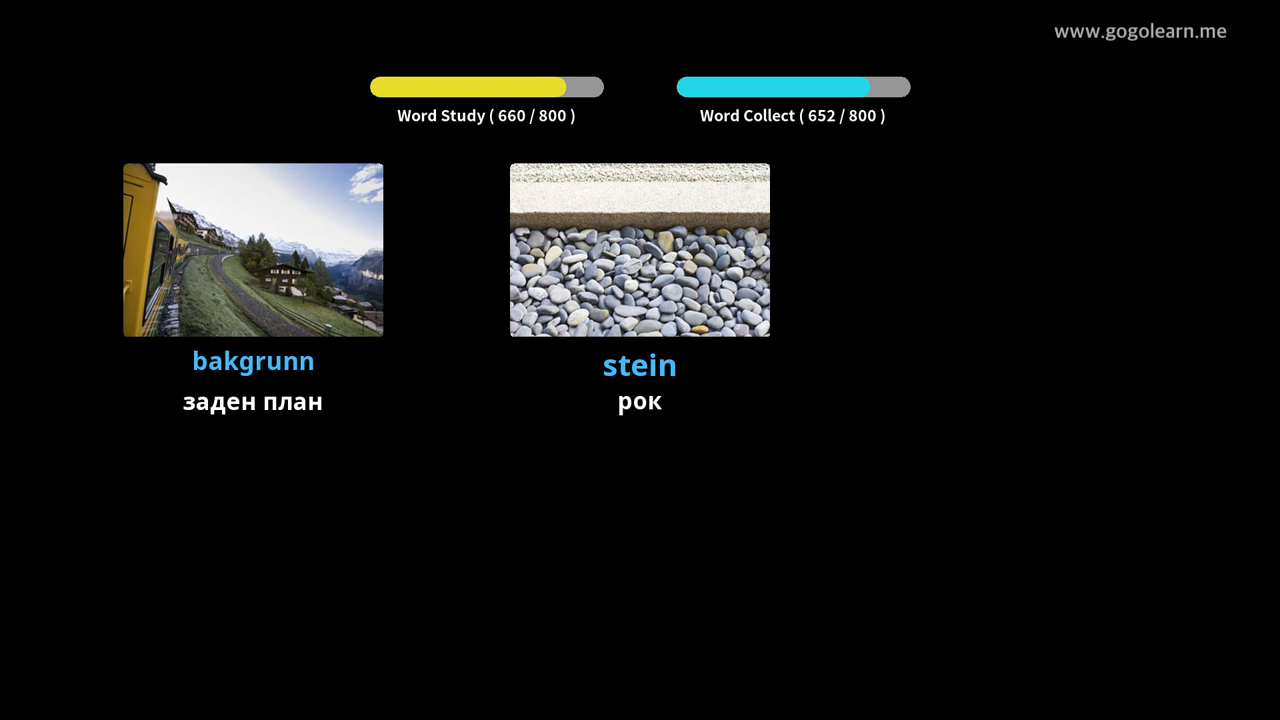 www.gogolearn.me
Word Study ( 660 / 800 )
Word Collect ( 652 / 800 )
bakgrunn
заден план
stein
рок